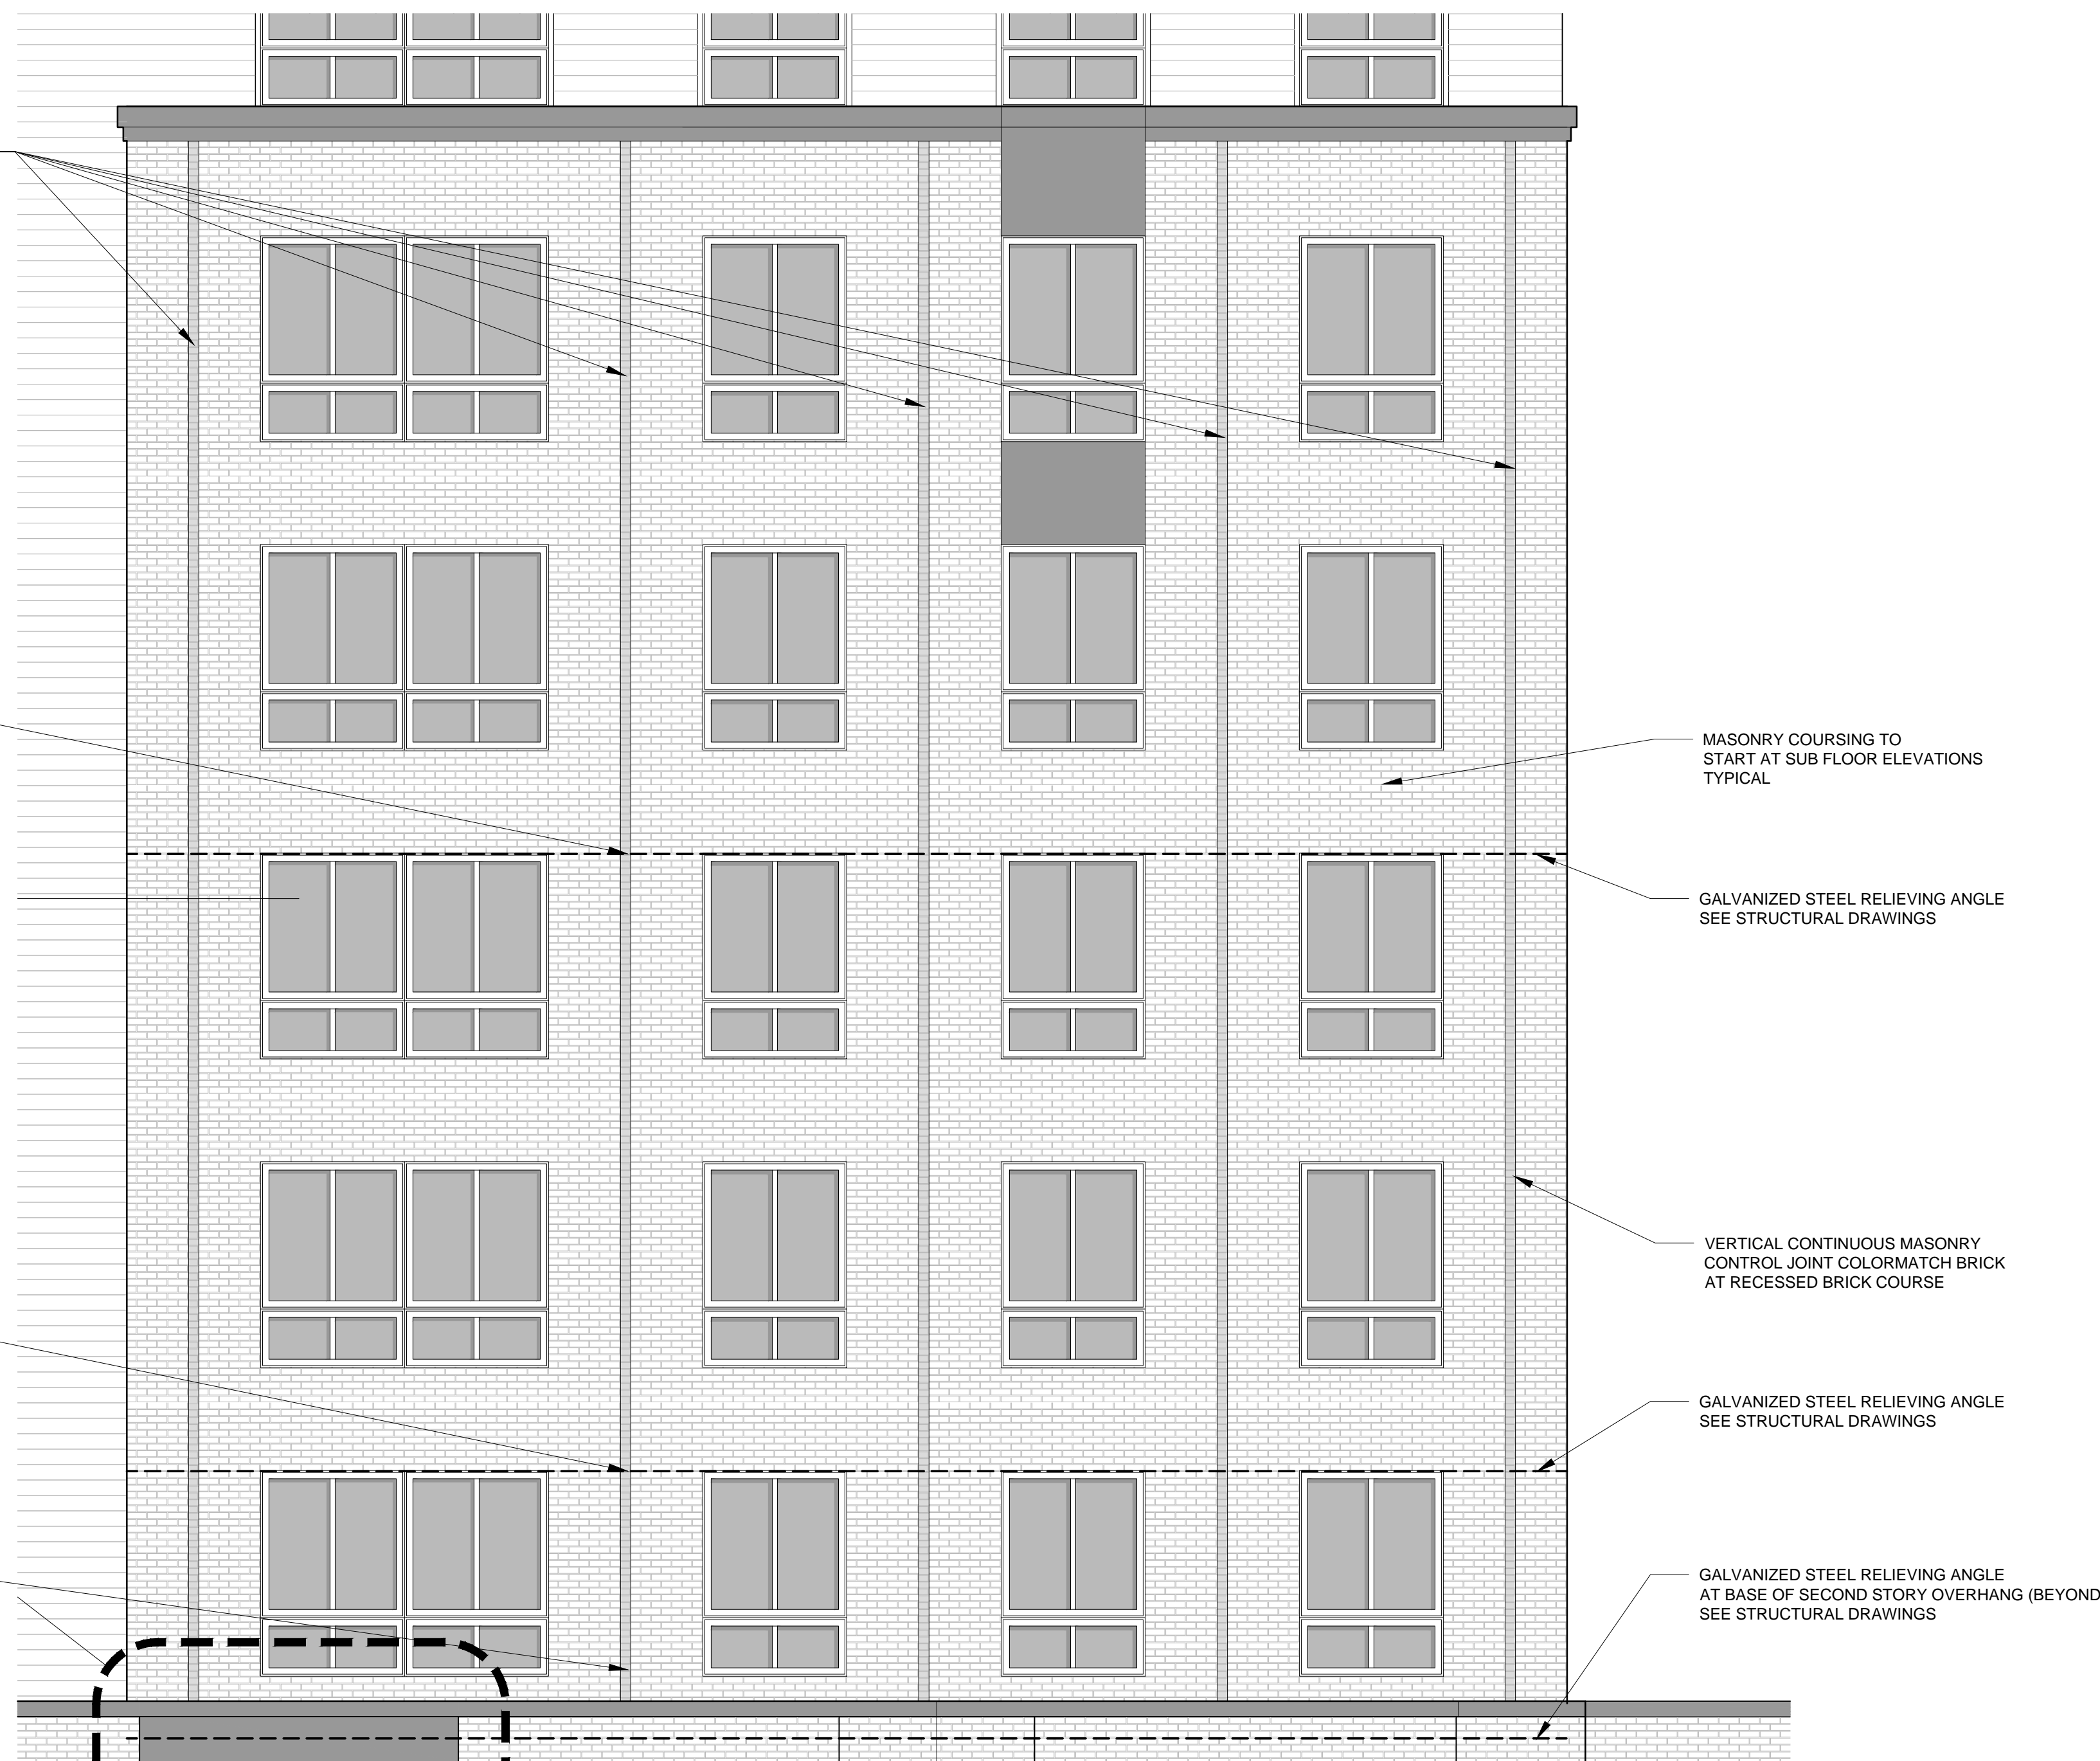 MASONRY COURSING TO
START AT SUB FLOOR ELEVATIONS
TYPICAL
GALVANIZED STEEL RELIEVING ANGLE
SEE STRUCTURAL DRAWINGS
VERTICAL CONTINUOUS MASONRY
CONTROL JOINT COLORMATCH BRICK
AT RECESSED BRICK COURSE
GALVANIZED STEEL RELIEVING ANGLE
SEE STRUCTURAL DRAWINGS
GALVANIZED STEEL RELIEVING ANGLE
AT BASE OF SECOND STORY OVERHANG (BEYOND
SEE STRUCTURAL DRAWINGS